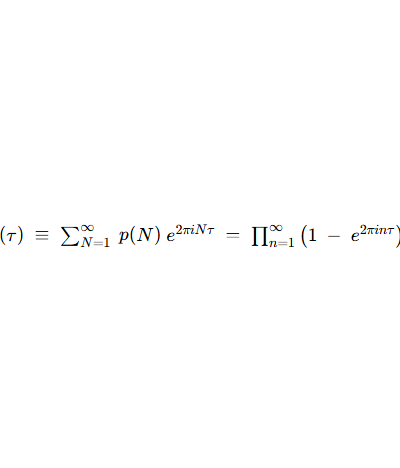 (τ) ≡ ∑_{N=1}^{∞} p(N) e^{2πiNτ} = ∏_{n=1}^{∞} (1 − e^{2πinτ})